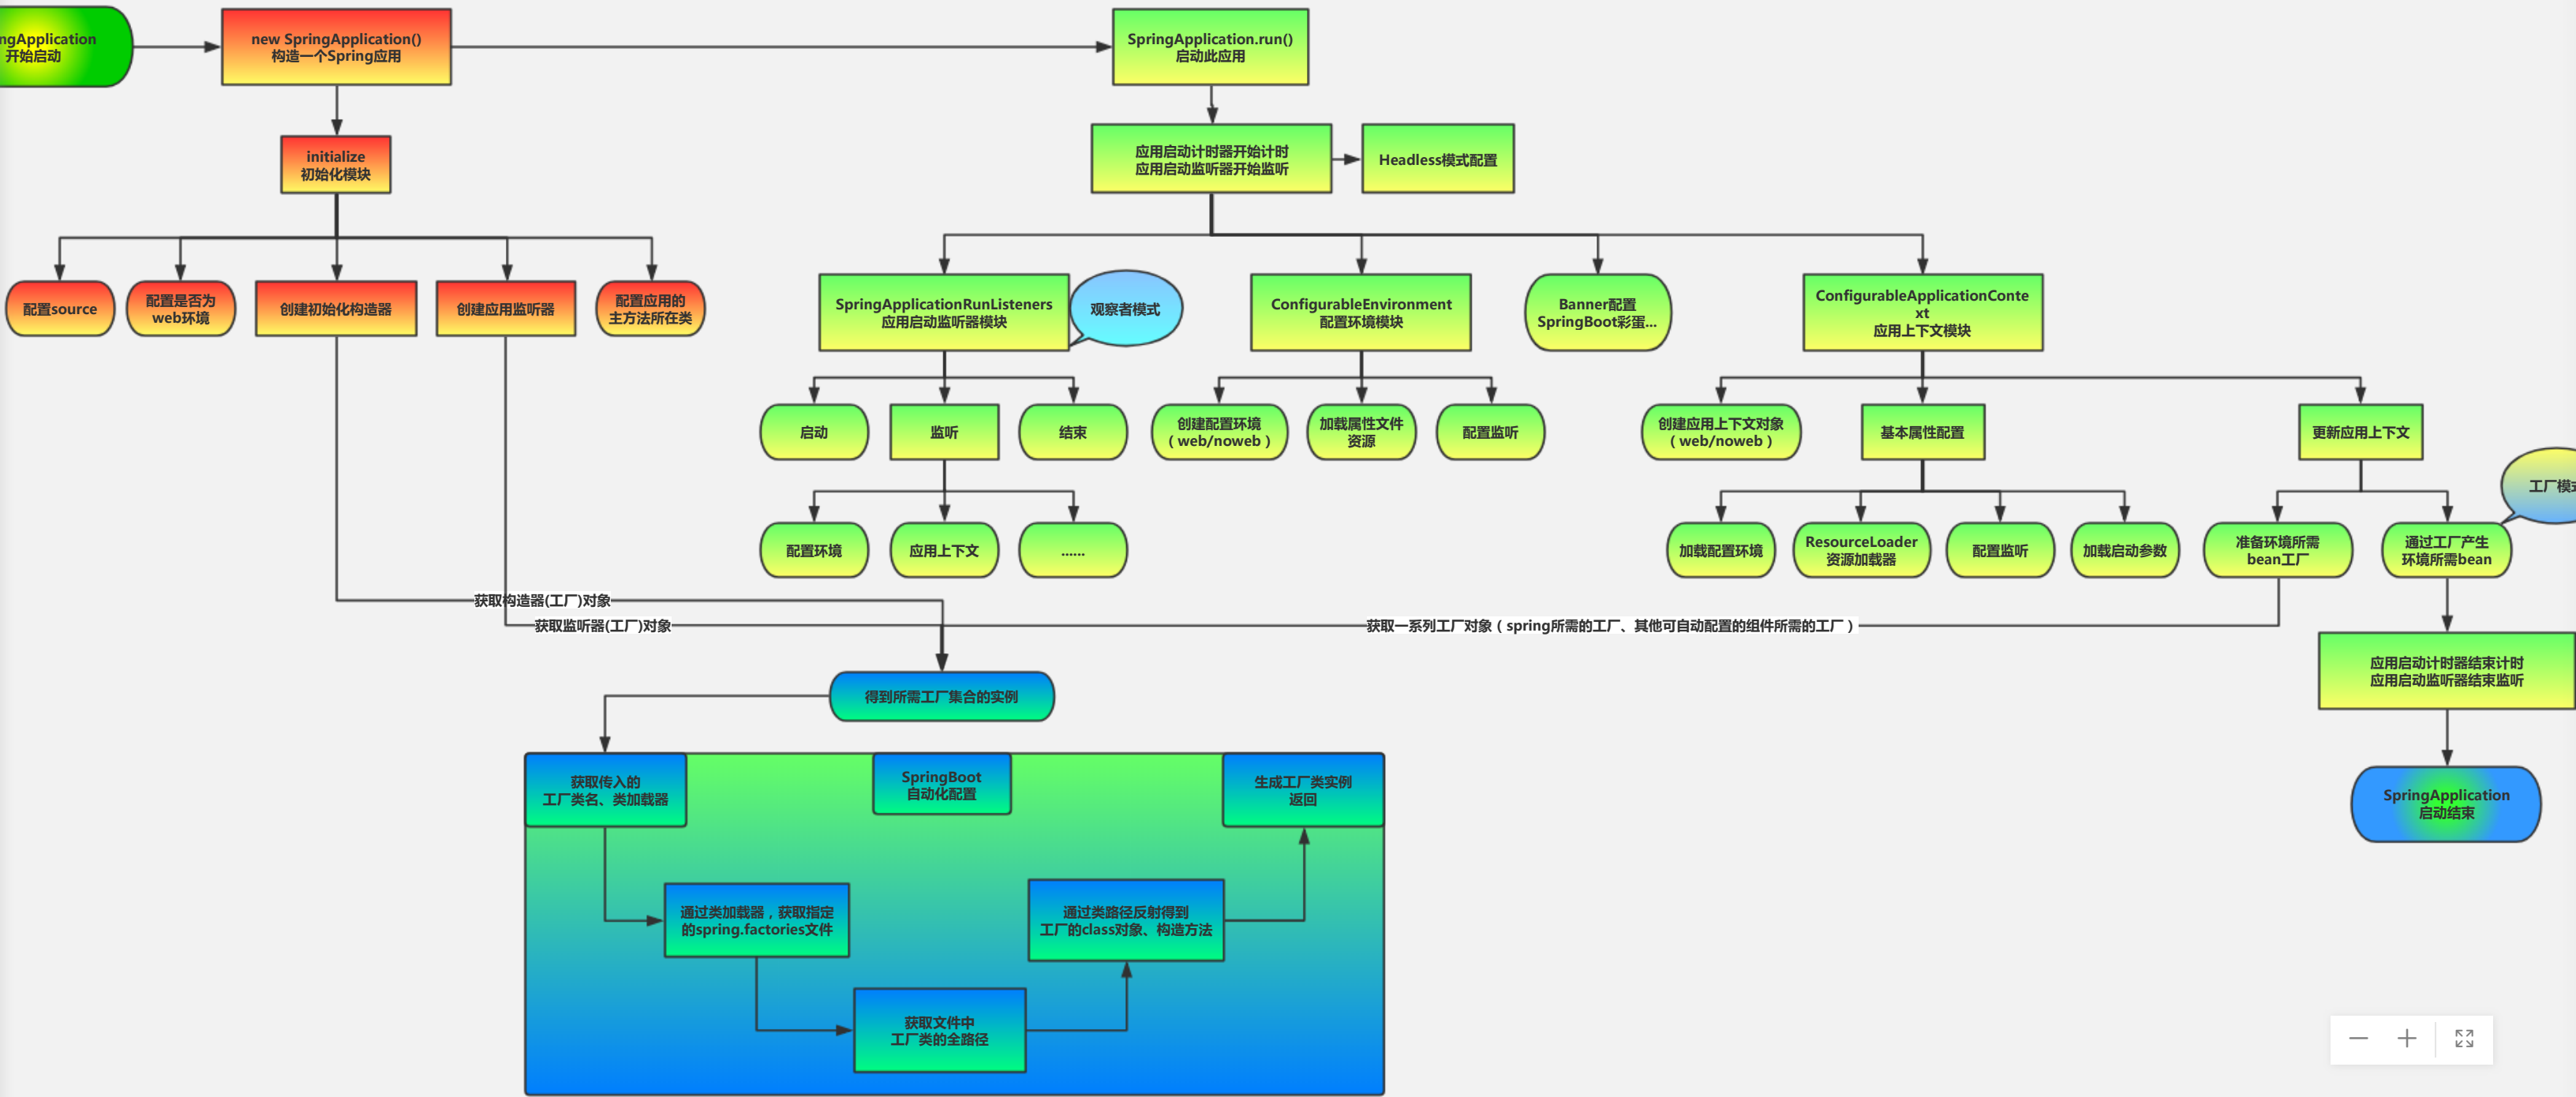 ngApplication
开始启动
new SpringApplication()
构造一个Spring应用
SpringApplication.run()
启动此应用
initialize
初始化模块
应用启动计时器开始计时
应用启动监听器开始监听
Headless模式配置
配置source
配置是否为
web环境
创建初始化构造器
创建应用监听器
配置应用的
主方法所在类
SpringApplicationRunListeners
应用启动监听器模块
观察者模式
ConfigurableEnvironment
配置环境模块
Banner配置
SpringBoot彩蛋...
ConfigurableApplicationConte
xt
应用上下文模块
启动
监听
结束
创建配置环境
（web/noweb）
加载属性文件
资源
配置监听
创建应用上下文对象
（web/noweb）
基本属性配置
更新应用上下文
工厂模式
配置环境
应用上下文
......
加载配置环境
ResourceLoader
资源加载器
配置监听
加载启动参数
准备环境所需
bean工厂
通过工厂产生
环境所需bean
获取构造器(工厂)对象
获取监听器(工厂)对象
获取一系列工厂对象（spring所需的工厂、其他可自动配置的组件所需的工厂）
应用启动计时器结束计时
应用启动监听器结束监听
得到所需工厂集合的实例
获取传入的
工厂类名、类加载器
SpringBoot
自动化配置
生成工厂类实例
返回
SpringApplication
启动结束
通过类加载器，获取指定
的spring.factories文件
通过类路径反射得到
工厂的class对象、构造方法
获取文件中
工厂类的全路径